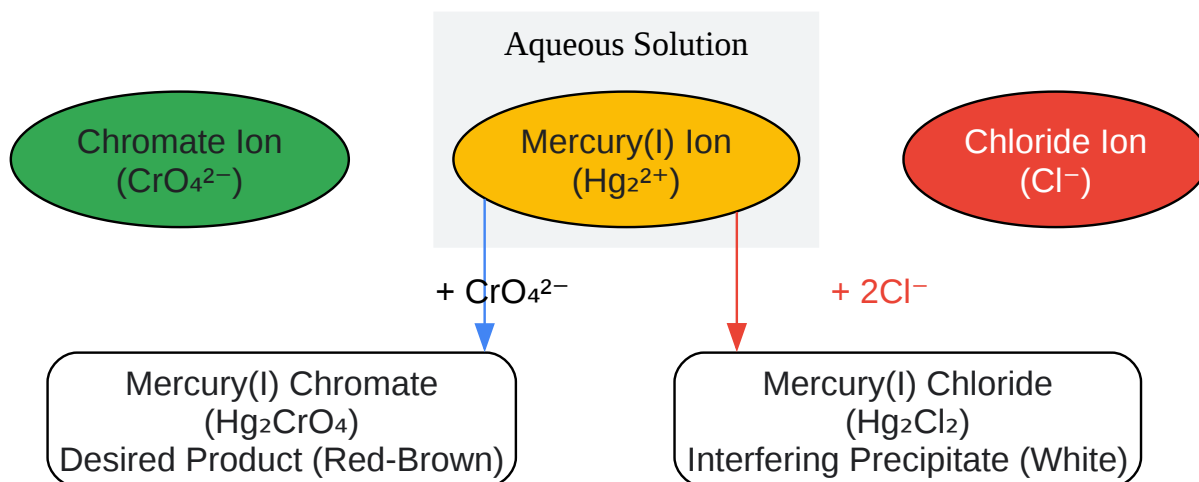 Aqueous Solution
Chromate Ion
(CrO₄²⁻)
Mercury(I) Ion
(Hg₂²⁺)
Chloride Ion
(Cl⁻)
+ CrO₄²⁻
+ 2Cl⁻
Mercury(I) Chromate
(Hg₂CrO₄)
Desired Product (Red-Brown)
Mercury(I) Chloride
(Hg₂Cl₂)
Interfering Precipitate (White)